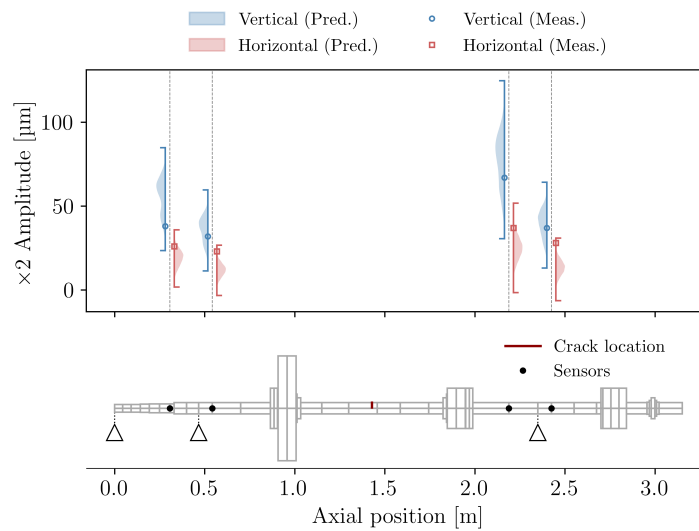 Vertical (Pred.)
Vertical (Meas.)
Horizontal (Pred.)
Horizontal (Meas.)
×2 Amplitude [µm]
100
50
0
Crack location
Sensors
0.0
0.5
1.0
1.5
2.0
2.5
3.0
Axial position [m]